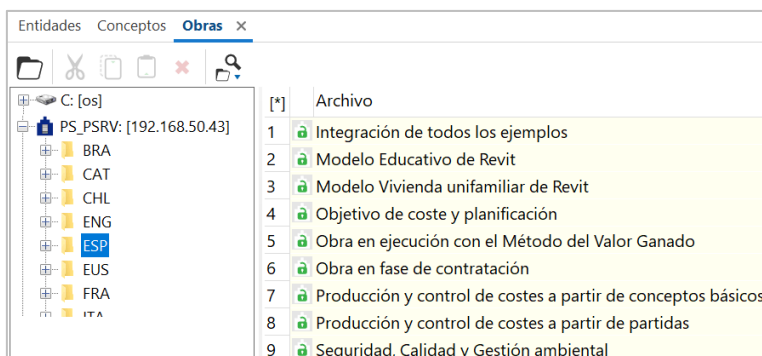 Entidades Conceptos Obras ×
C: [os]
PS_PSRV: [192.168.50.43]
BRA
CAT
CHL
ENG
ESP
EUS
FRA
ITA
[*] Archivo
1 Integración de todos los ejemplos
2 Modelo Educativo de Revit
3 Modelo Vivienda unifamiliar de Revit
4 Objetivo de coste y planificación
5 Obra en ejecución con el Método del Valor Ganado
6 Obra en fase de contratación
7 Producción y control de costes a partir de conceptos básicos
8 Producción y control de costes a partir de partidas
9 Seguridad, Calidad y Gestión ambiental